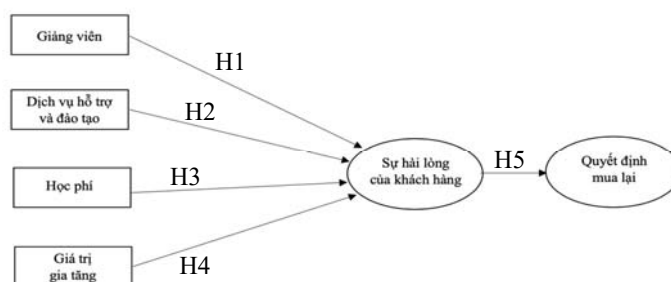 Giảng viên
H1
Dịch vụ hỗ trợ
và đào tạo
H2
Sự hài lòng
của khách hàng
H5
Quyết định
mua lại
Học phí
H3
Giá trị
gia tăng
H4